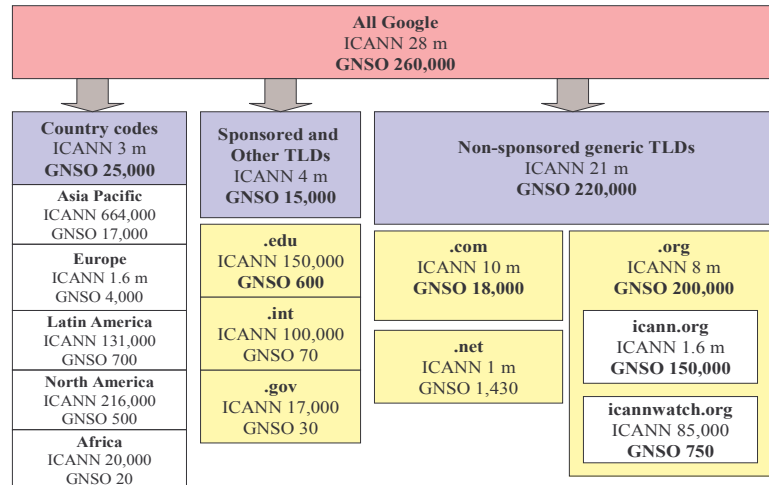 All Google
ICANN 28 m
GNSO 260,000
Country codes
ICANN 3 m
GNSO 25,000
Asia Pacific
ICANN 664,000
GNSO 17,000
Europe
ICANN 1.6 m
GNSO 4,000
Latin America
ICANN 131,000
GNSO 700
North America
ICANN 216,000
GNSO 500
Africa
ICANN 20,000
GNSO 20
Sponsored and
Other TLDs
ICANN 4 m
GNSO 15,000
.edu
ICANN 150,000
GNSO 600
.int
ICANN 100,000
GNSO 70
.gov
ICANN 17,000
GNSO 30
Non-sponsored generic TLDs
ICANN 21 m
GNSO 220,000
.com
ICANN 10 m
GNSO 18,000
.net
ICANN 1 m
GNSO 1,430
.org
ICANN 8 m
GNSO 200,000
icann.org
ICANN 1.6 m
GNSO 150,000
icannwatch.org
ICANN 85,000
GNSO 750